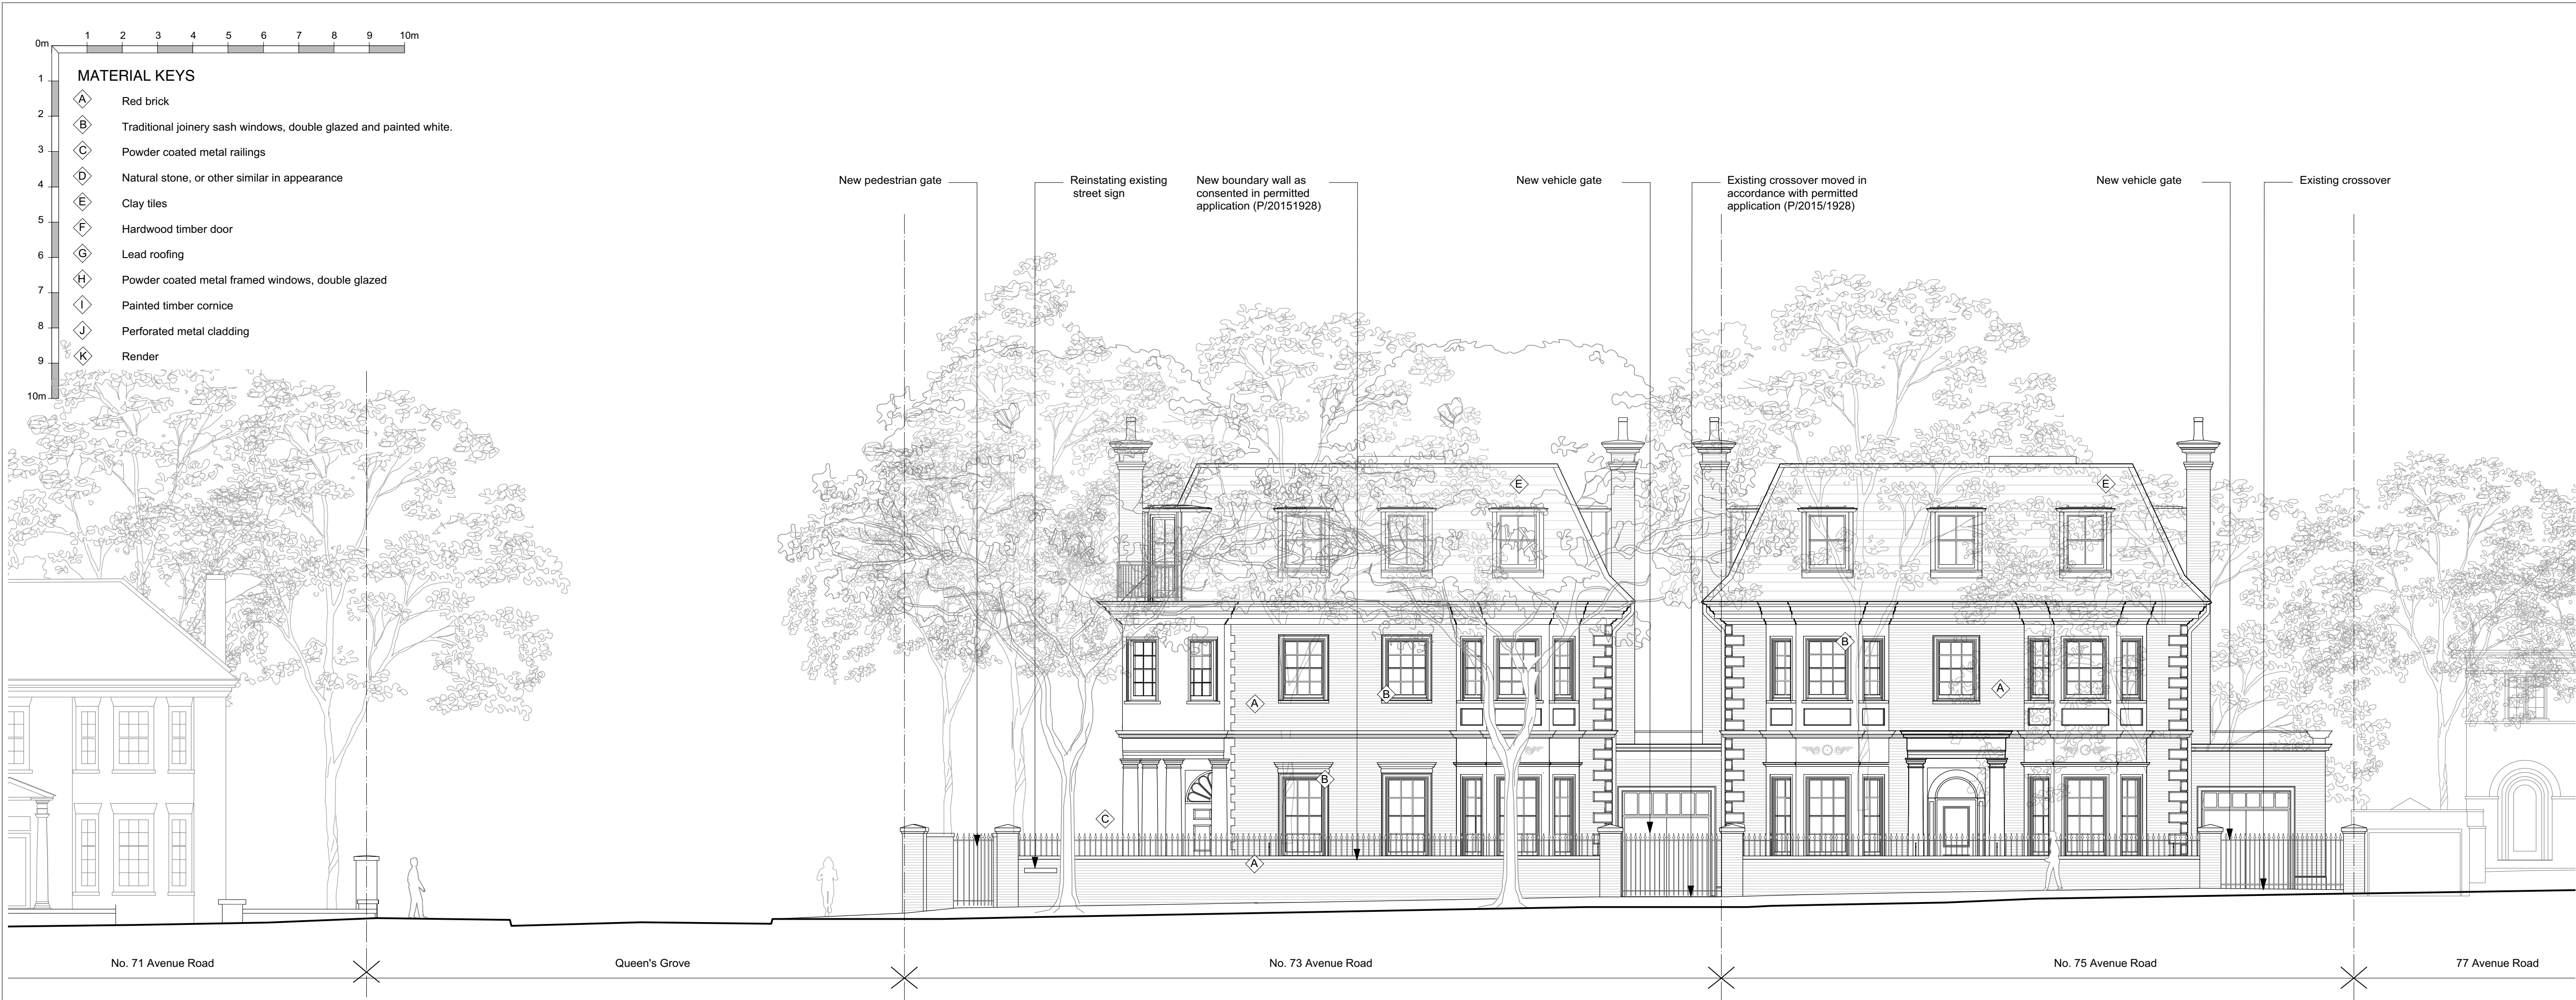 0m 1 2 3 4 5 6 7 8 9 10m
1
2
3
4
5
6
7
8
9
10m
MATERIAL KEYS
A Red brick
B Traditional joinery sash windows, double glazed and painted white.
C Powder coated metal railings
D Natural stone, or other similar in appearance
E Clay tiles
F Hardwood timber door
G Lead roofing
H Powder coated metal framed windows, double glazed
I Painted timber cornice
J Perforated metal cladding
K Render
New pedestrian gate
Reinstating existing
street sign
New boundary wall as
consented in permitted
application (P/20151928)
New vehicle gate
Existing crossover moved in
accordance with permitted
application (P/2015/1928)
New vehicle gate
Existing crossover
E
E
B
B
A
A
B
C
A
No. 71 Avenue Road
Queen's Grove
No. 73 Avenue Road
No. 75 Avenue Road
77 Avenue Road